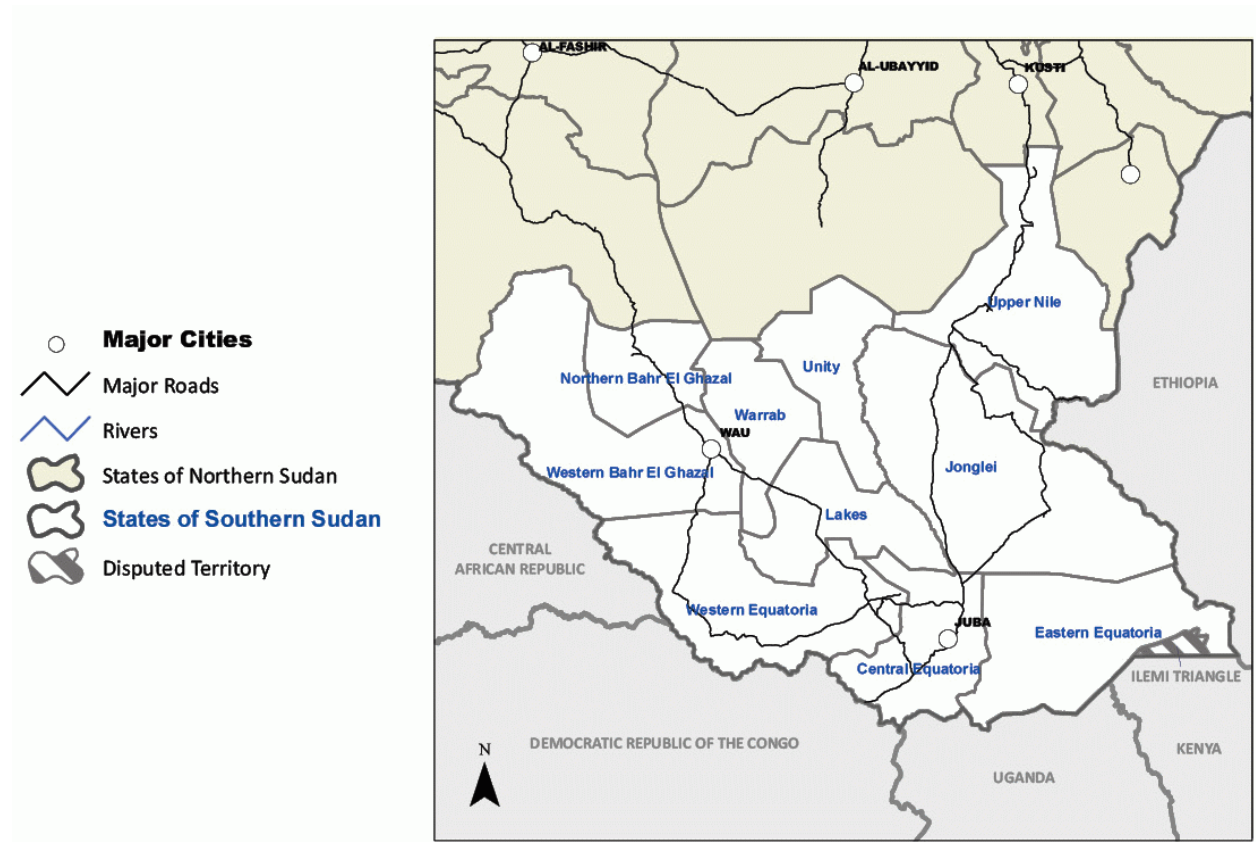 Major Cities
Major Roads
Rivers
States of Northern Sudan
States of Southern Sudan
Disputed Territory
AL-FASHIR
AL-UBAYYID
KUSTI
Upper Nile
ETHIOPIA
Unity
Northern Bahr El Ghazal
Warrab
WAU
Western Bahr El Ghazal
Jonglei
Lakes
CENTRAL
AFRICAN REPUBLIC
Western Equatoria
JUBA
Eastern Equatoria
Central Equatoria
ILEMI TRIANGLE
N
DEMOCRATIC REPUBLIC OF THE CONGO
KENYA
UGANDA